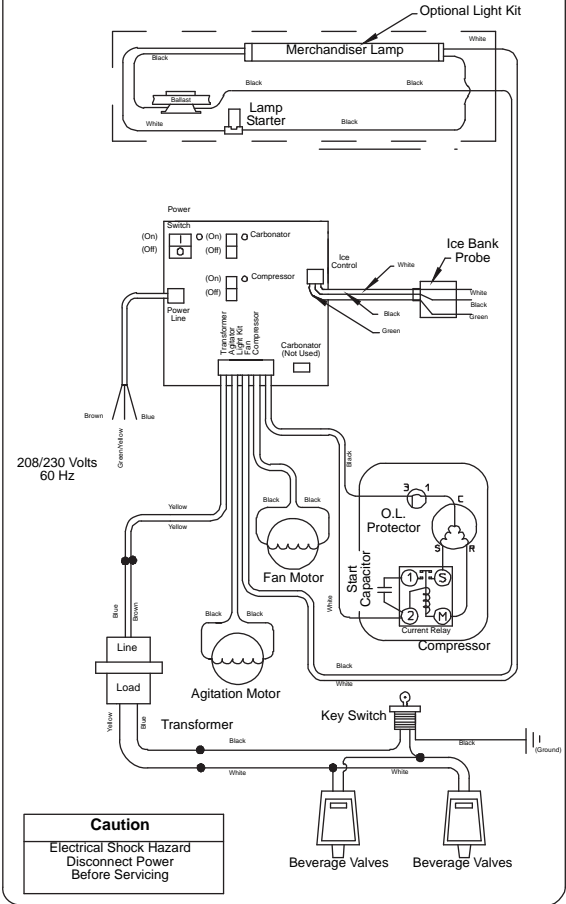 Optional Light Kit
White
Merchandiser Lamp
Black
Ballast
Black
Black
Lamp
Starter
White
Black
Power
Switch
(On)
(Off)
(On)
(Off)
Carbonator
(On)
(Off)
Compressor
Ice
Control
White
Ice Bank
Probe
White
Black
Green
Black
Green
Power
Line
Transformer
Agitator
Light Kit
Fan
Compressor
Carbonator
(Not Used)
Brown
Green/Yellow
Blue
208/230 Volts
60 Hz
Yellow
Yellow
Black
Black
Black
Fan Motor
3
1
O.L.
Protector
C
S
R
Start
Capacitor
1
S
2
M
Current Relay
Compressor
White
Blue
Brown
Line
Load
Black
Black
Agitation Motor
Black
White
Yellow
Blue
Transformer
Key Switch
Black
Black
(Ground)
White
White
Caution
Electrical Shock Hazard
Disconnect Power
Before Servicing
Beverage Valves
Beverage Valves